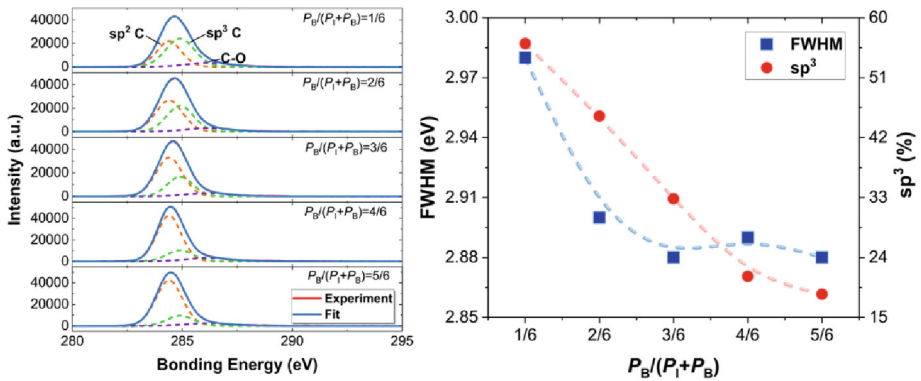 40000
20000
0
sp² C
sp³ C
C-O
P_B/(P_I+P_B)=1/6
40000
20000
0
P_B/(P_I+P_B)=2/6
40000
20000
0
P_B/(P_I+P_B)=3/6
40000
20000
0
P_B/(P_I+P_B)=4/6
40000
20000
0
P_B/(P_I+P_B)=5/6
Experiment
Fit
280 285 290 295
Bonding Energy (eV)
Intensity (a.u.)
3.00
2.97
2.94
2.91
2.88
2.85
FWHM (eV)
FWHM
sp³
60
51
42
33
24
15
sp³ (%)
1/6 2/6 3/6 4/6 5/6
P_B/(P_I+P_B)